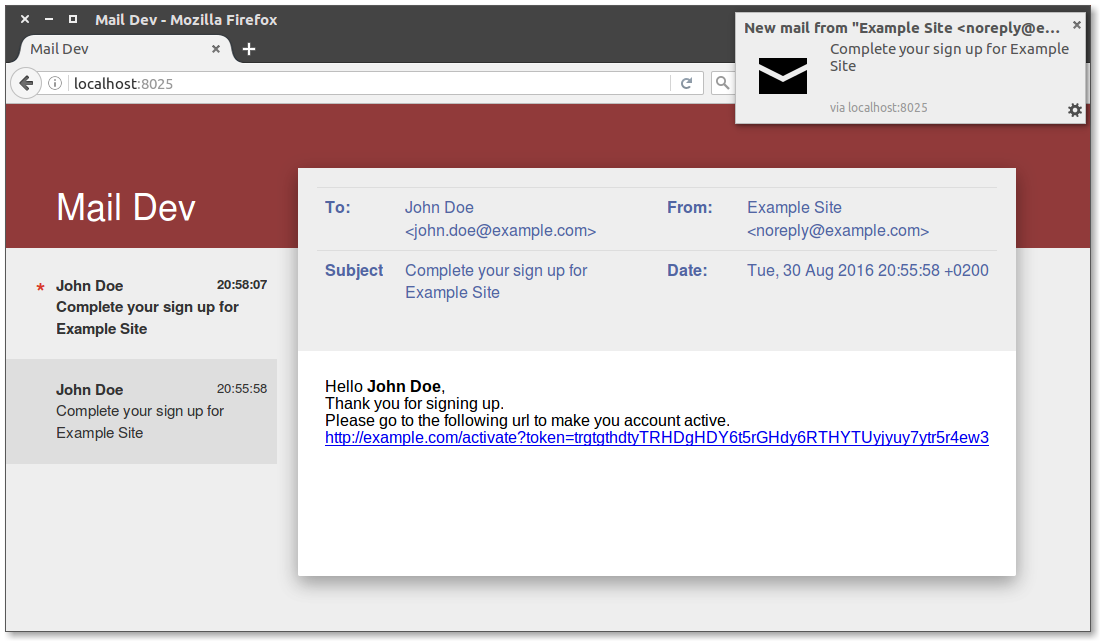 Mail Dev - Mozilla Firefox
Mail Dev
localhost:8025
New mail from "Example Site <noreply@e...
Complete your sign up for Example
Site
via localhost:8025
Mail Dev
* John Doe 20:58:07
Complete your sign up for
Example Site
John Doe 20:55:58
Complete your sign up for
Example Site
To: John Doe From: Example Site
<john.doe@example.com> <noreply@example.com>
Subject Complete your sign up for Date: Tue, 30 Aug 2016 20:55:58 +0200
Example Site
Hello John Doe,
Thank you for signing up.
Please go to the following url to make you account active.
http://example.com/activate?token=trgtgthdtyTRHDgHDY6t5rGHdy6RTHYTUyjyuy7ytr5r4ew3